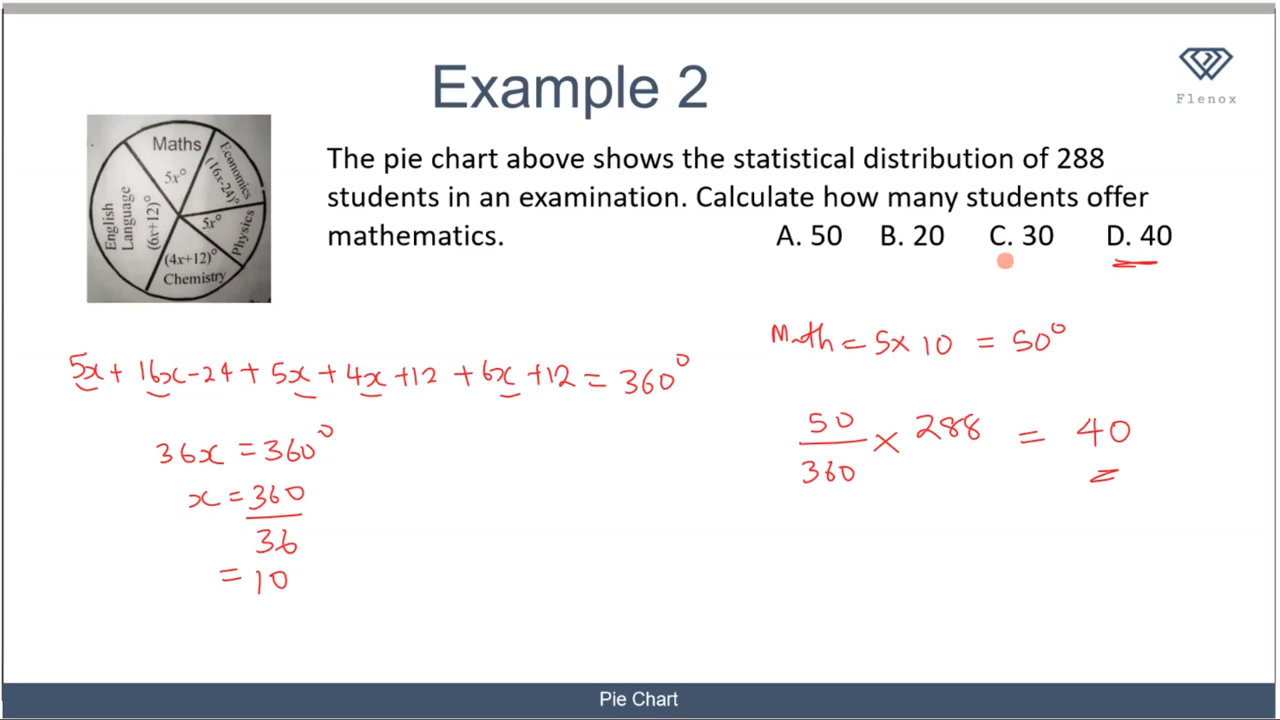 Example 2
Flenox
Maths
5x°
Economics
(16x-24)°
5x°
Physics
English
Language
(6x+12)°
(4x+12)°
Chemistry
The pie chart above shows the statistical distribution of 288
students in an examination. Calculate how many students offer
mathematics. A. 50 B. 20 C. 30 D. 40
5x + 16x - 24 + 5x + 4x + 12 + 6x + 12 = 360°
36x = 360°
x = 360
36
= 10
Math = 5 x 10 = 50°
50
360
x 288 = 40
Pie Chart